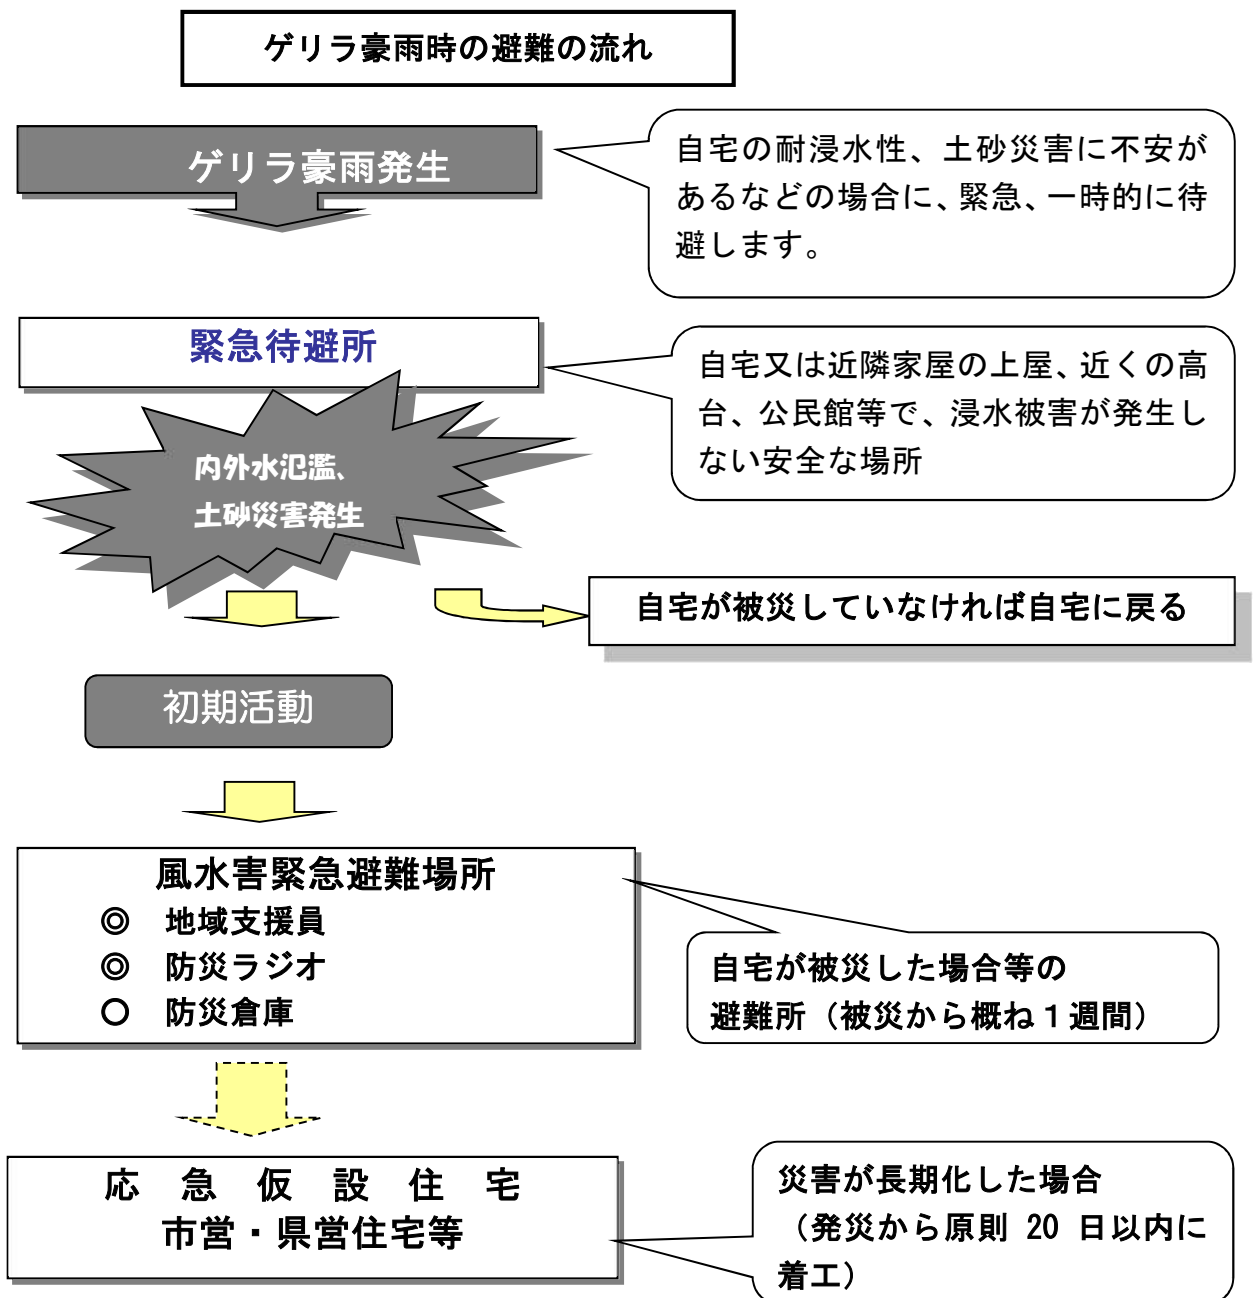 ゲリラ豪雨時の避難の流れ
ゲリラ豪雨発生
自宅の耐浸水性、土砂災害に不安が
あるなどの場合に、緊急、一時的に待
避します。
緊急待避所
自宅又は近隣家屋の上屋、近くの高
台、公民館等で、浸水被害が発生し
ない安全な場所
内外水氾濫、
土砂災害発生
自宅が被災していなければ自宅に戻る
初期活動
風水害緊急避難場所
◎ 地域支援員
◎ 防災ラジオ
○ 防災倉庫
自宅が被災した場合等の
避難所（被災から概ね１週間）
応 急 仮 設 住 宅
市営・県営住宅等
災害が長期化した場合
（発災から原則 20 日以内に
着工）